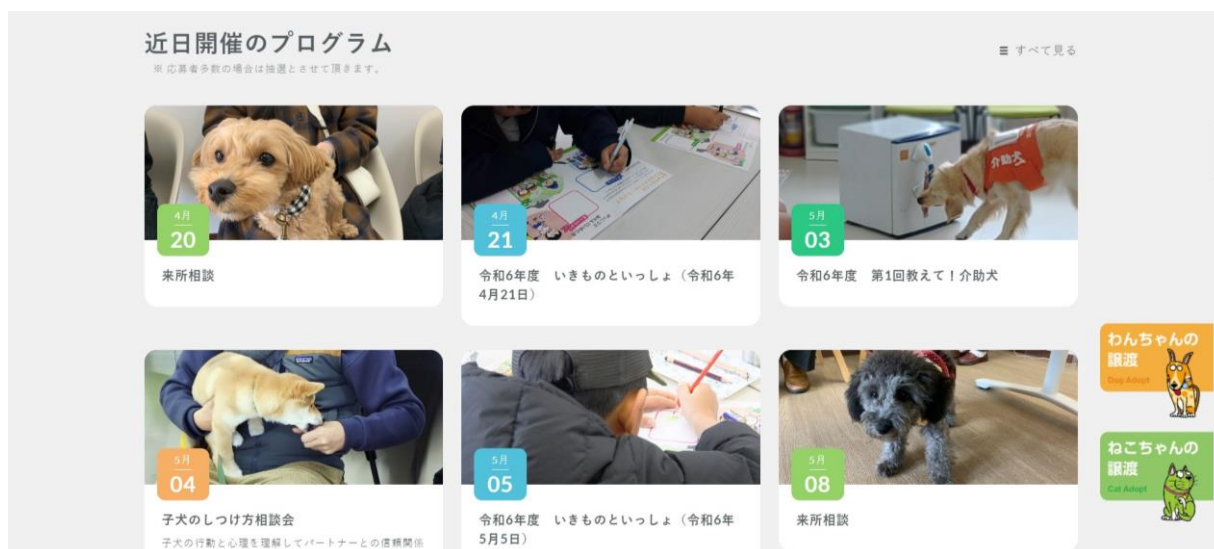 近日開催のプログラム
※ 応募者多数の場合は抽選とさせて頂きます。
すべて見る
4月
20
来所相談
4月
21
令和6年度 いきものといっしょ（令和6年
4月21日）
介助犬
5月
03
令和6年度 第1回教えて！介助犬
5月
04
子犬のしつけ方相談会
子犬の行動と心理を理解してパートナーとの信頼関係
5月
05
令和6年度 いきものといっしょ（令和6年
5月5日）
5月
08
来所相談
わんちゃんの
譲渡
Dog Adopt
ねこちゃんの
譲渡
Cat Adopt